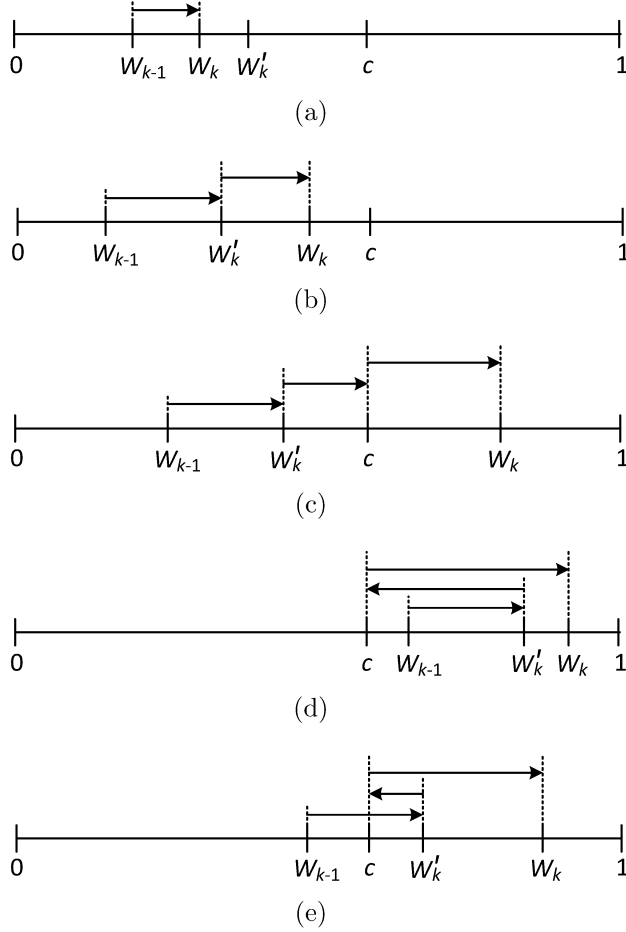 0 W_{k-1} W_k W'_k c 1
(a)
0 W_{k-1} W'_k W_k c 1
(b)
0 W_{k-1} W'_k c W_k 1
(c)
0 c W_{k-1} W'_k W_k 1
(d)
0 W_{k-1} c W'_k W_k 1
(e)